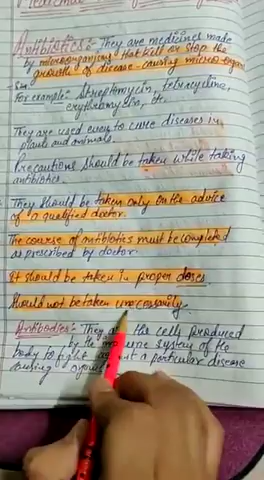 Antibiotics:- They are medicines made
by microorganisms that kill or stop the
growth of disease-causing micro-organ
-sm.
For example:- Streptomycin, tetracycline,
erythromycin, etc.
They are used even to cure diseases in
plants and animals.
Precautions should be taken while taking
antibiotics.
They should be taken only on the advice
of a qualified doctor.
The course of antibiotics must be completed
as prescribed by doctor.
It should be taken in proper doses.
Should not be taken unnecessarily.
Antibodies:- They are the cells produced
by the immune system of the
body to fight against a particular disease